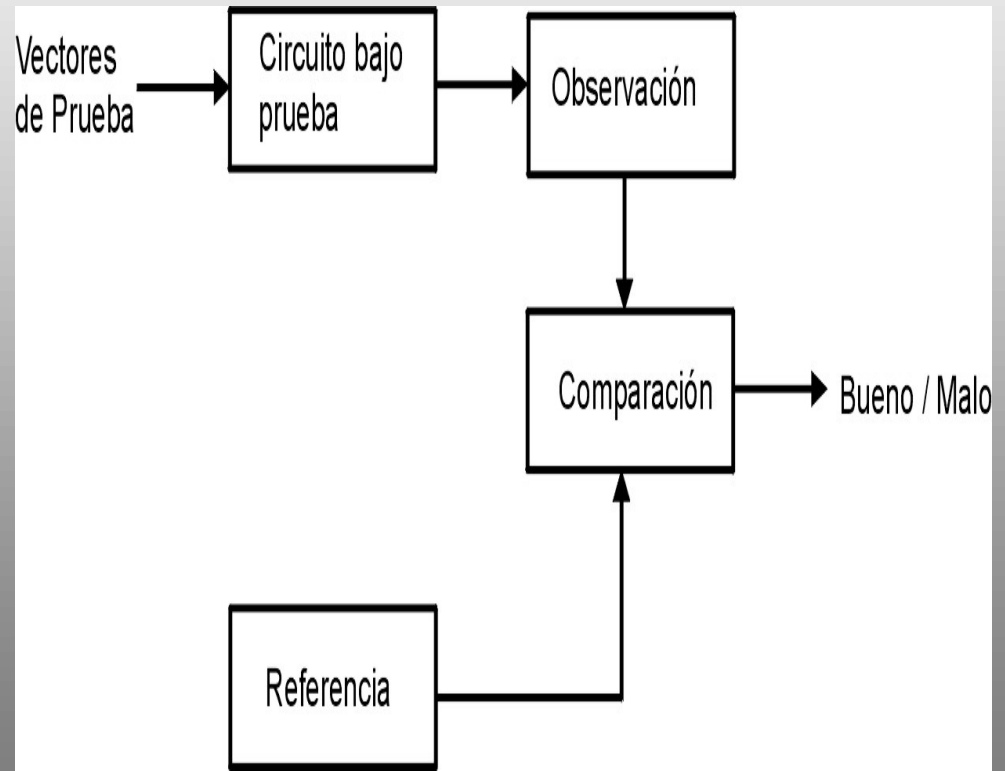 Vectores
de Prueba
Circuito bajo
prueba
Observación
Comparación
Bueno / Malo
Referencia